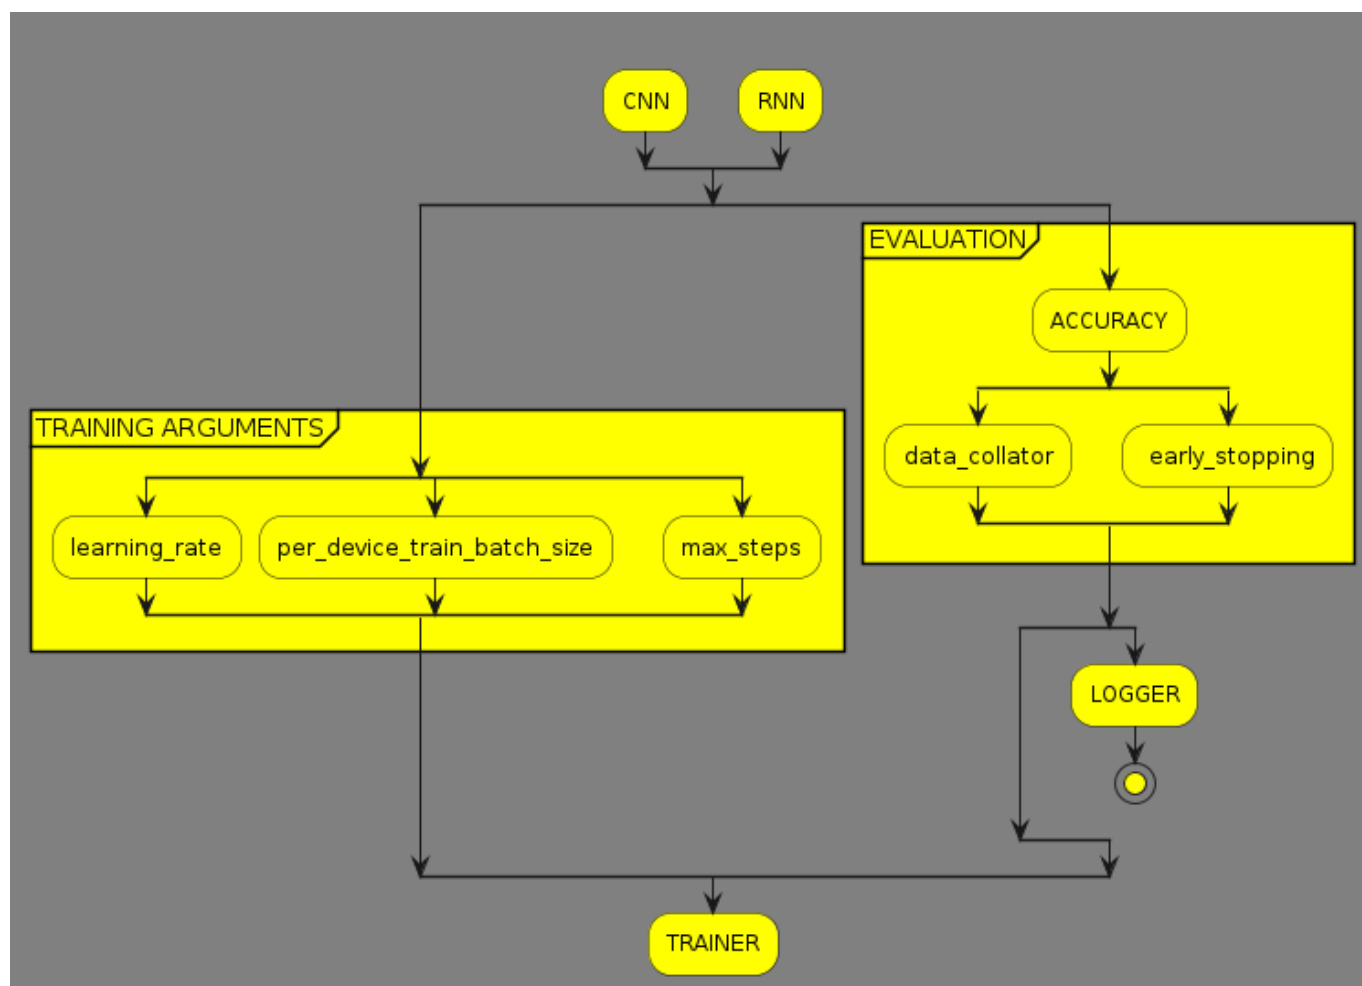 CNN
RNN
EVALUATION
ACCURACY
TRAINING ARGUMENTS
data_collator
early_stopping
learning_rate
per_device_train_batch_size
max_steps
LOGGER
TRAINER